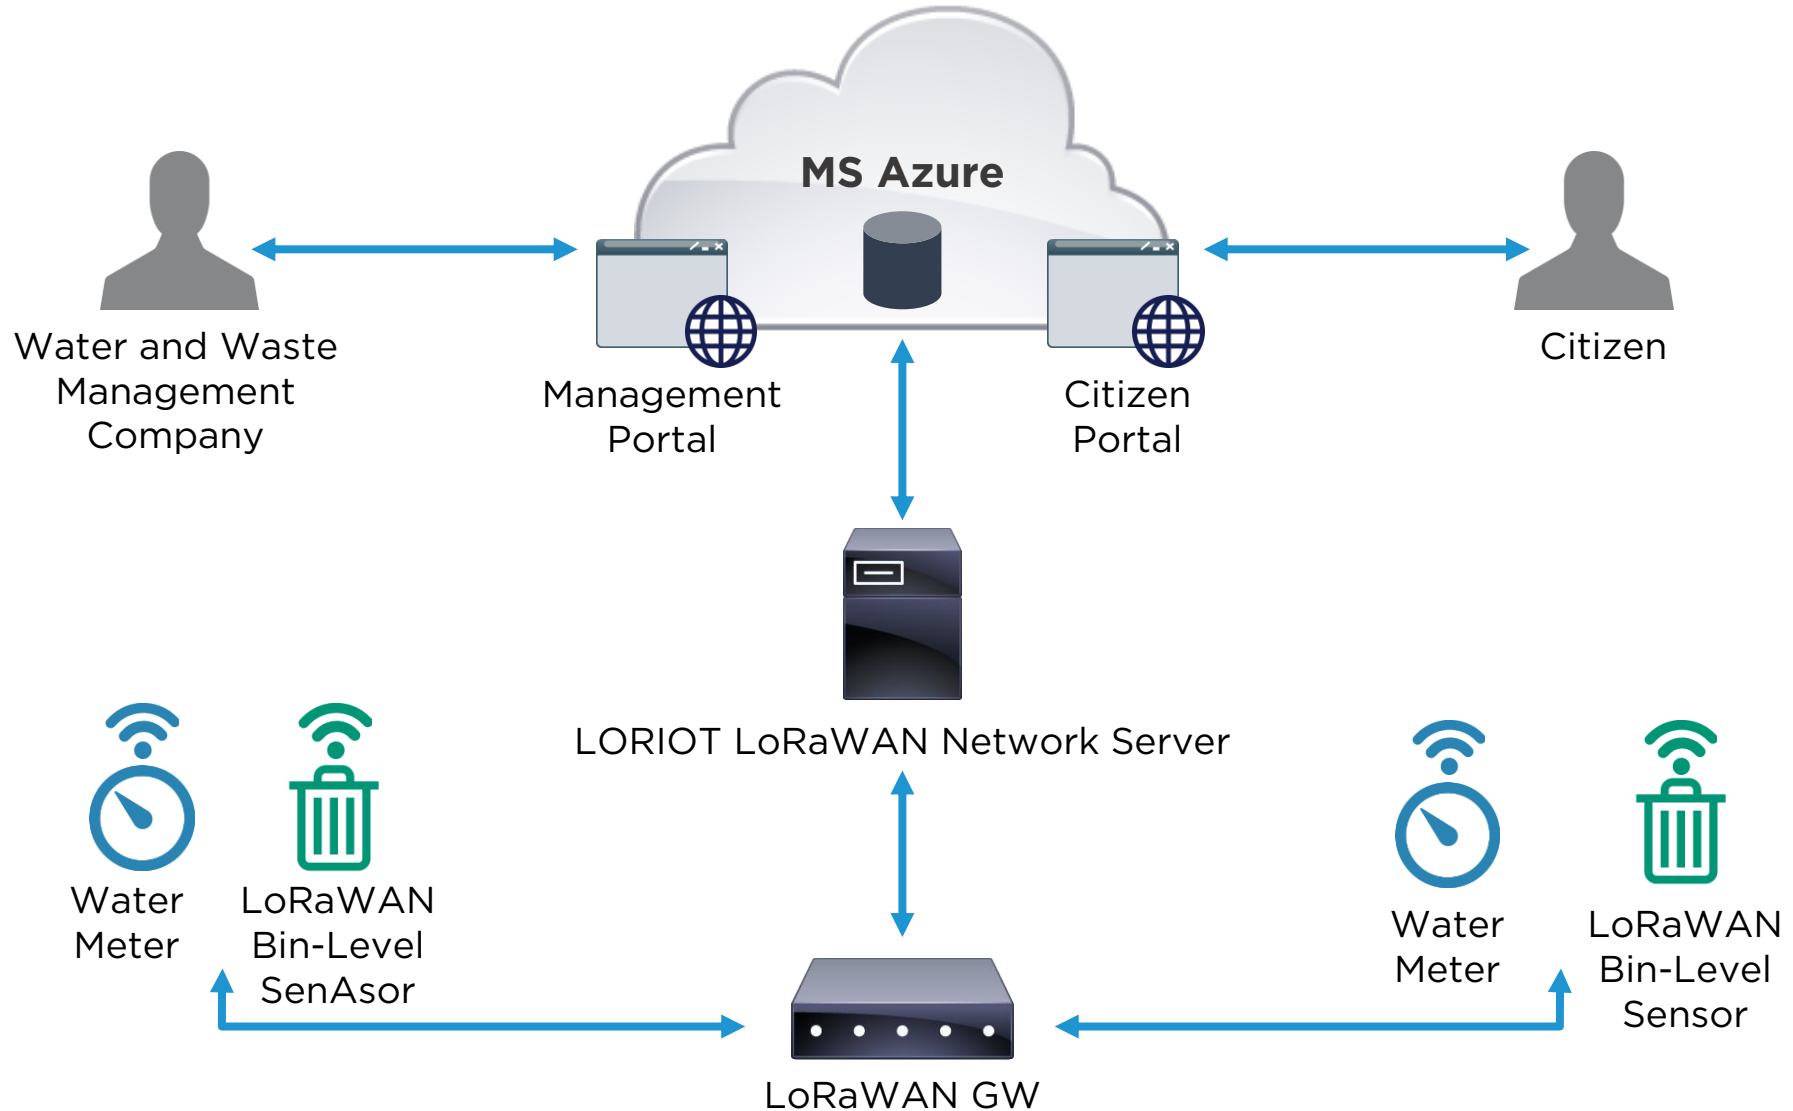 MS Azure
Water and Waste
Management
Company
Management
Portal
Citizen
Portal
Citizen
LORIOT LoRaWAN Network Server
Water
Meter
LoRaWAN
Bin-Level
SenAsor
Water
Meter
LoRaWAN
Bin-Level
Sensor
LoRaWAN GW